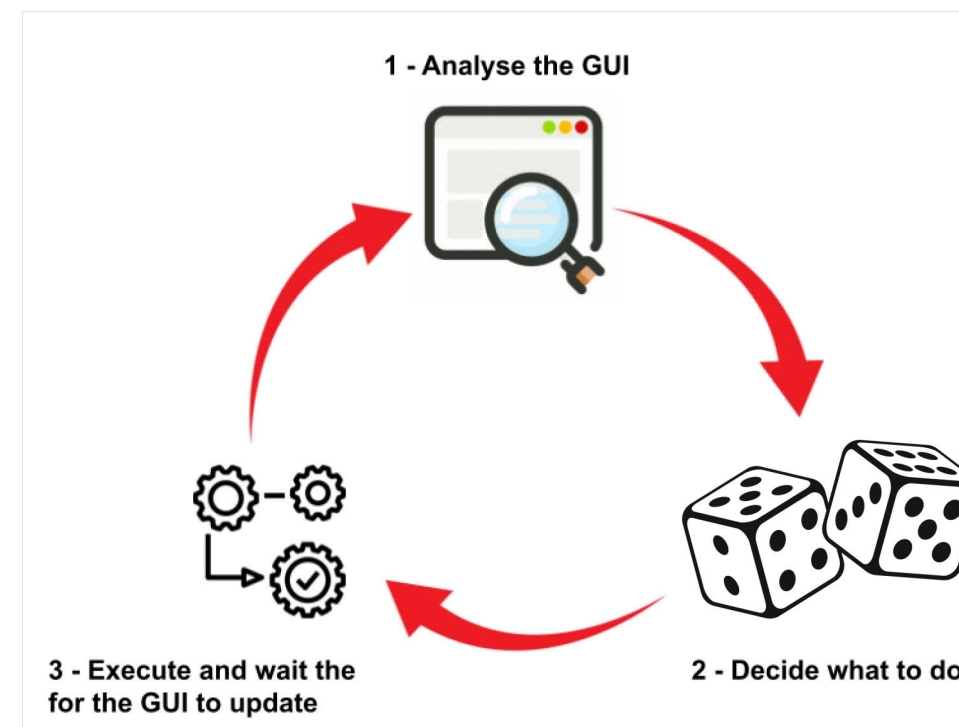 1 - Analyse the GUI
2 - Decide what to do
3 - Execute and wait the
for the GUI to update